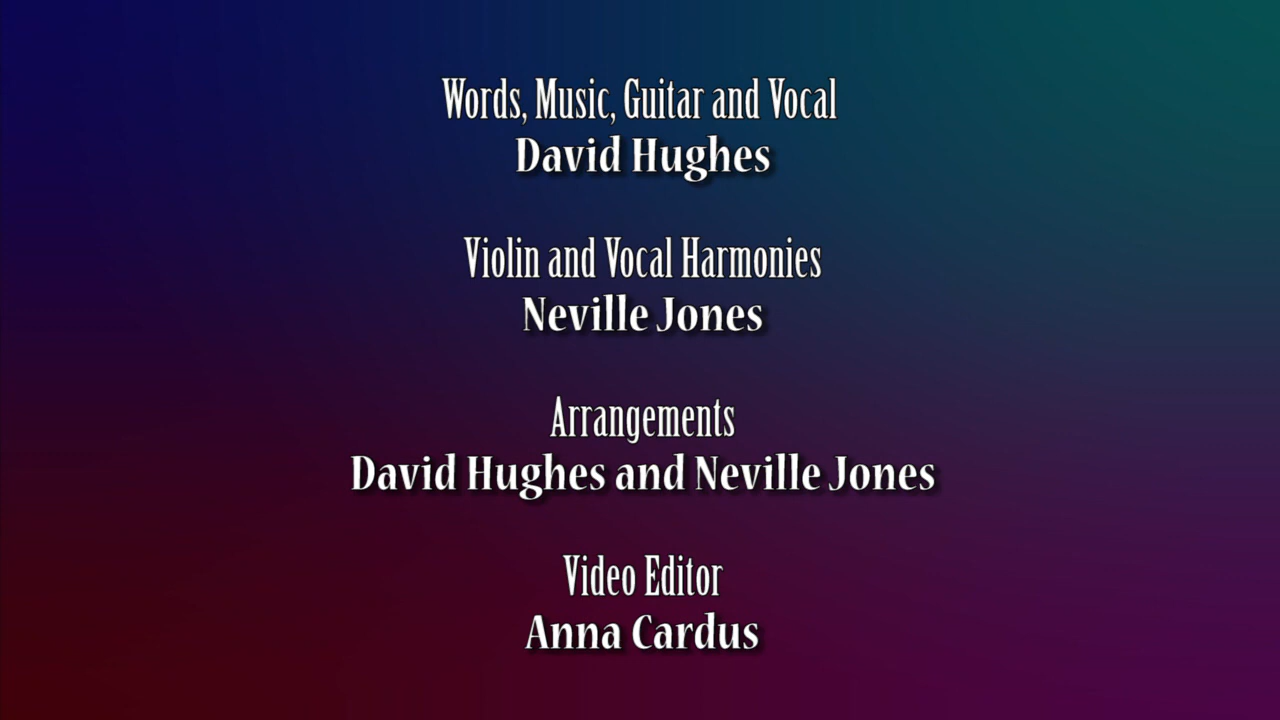 Words, Music, Guitar and Vocal
David Hughes
Violin and Vocal Harmonies
Neville Jones
Arrangements
David Hughes and Neville Jones
Video Editor
Anna Cardus